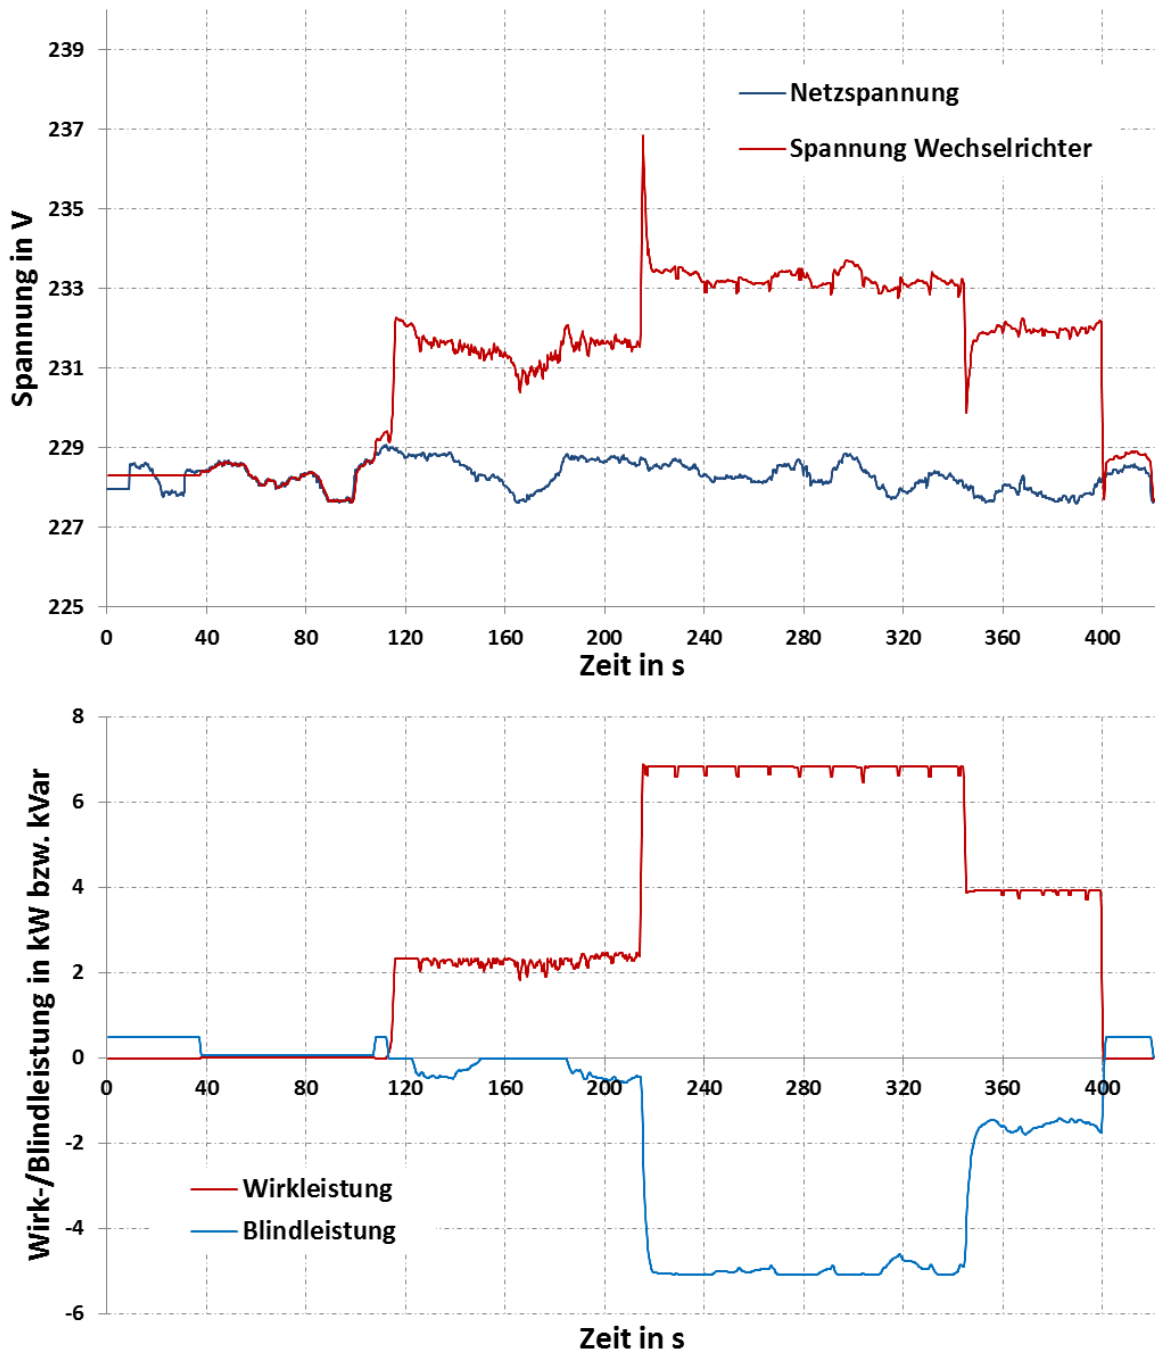 239
237
235
233
231
229
227
225
Spannung in V
Netzspannung
Spannung Wechselrichter
0 40 80 120 160 200 240 280 320 360 400
Zeit in s
8
6
4
2
0
-2
-4
-6
Wirk-/Blindleistung in kW bzw. kVar
0 40 80 120 160 200 240 280 320 360 400
Wirkleistung
Blindleistung
Zeit in s